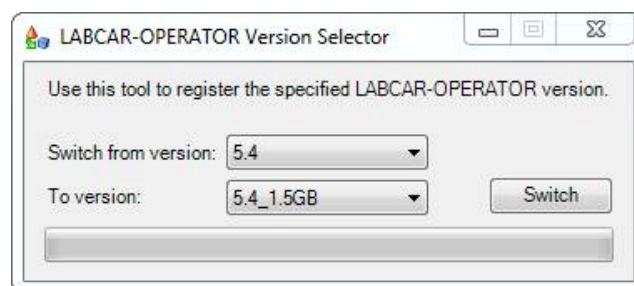 LABCAR-OPERATOR Version Selector
Use this tool to register the specified LABCAR-OPERATOR version.
Switch from version: 5.4
To version: 5.4_1.5GB Switch